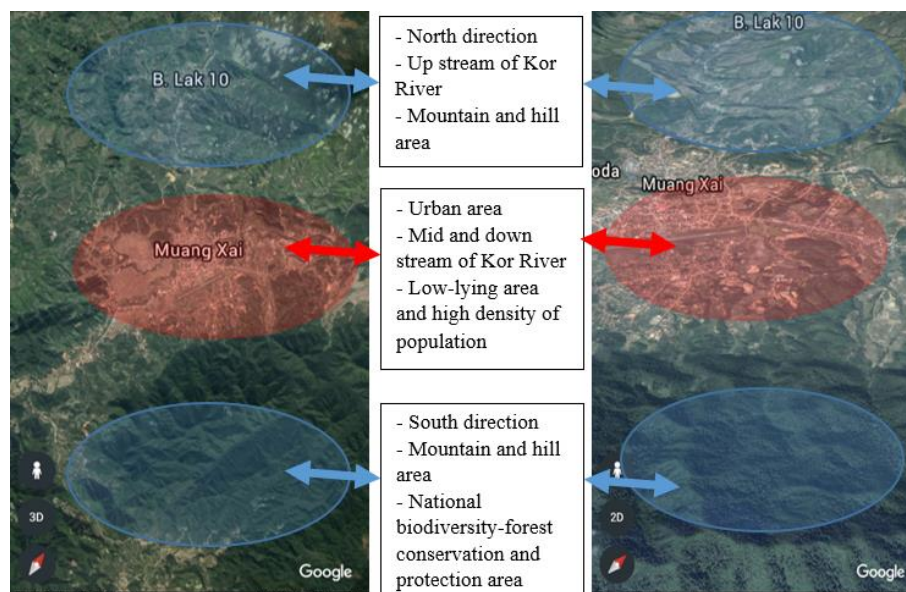 B. Lak 10
Muang Xai
3D
Google
- North direction
- Up stream of Kor
River
- Mountain and hill
area
- Urban area
- Mid and down
stream of Kor River
- Low-lying area
and high density of
population
- South direction
- Mountain and hill
area
- National
biodiversity-forest
conservation and
protection area
B. Lak 10
oda
Muang Xai
2D
Google